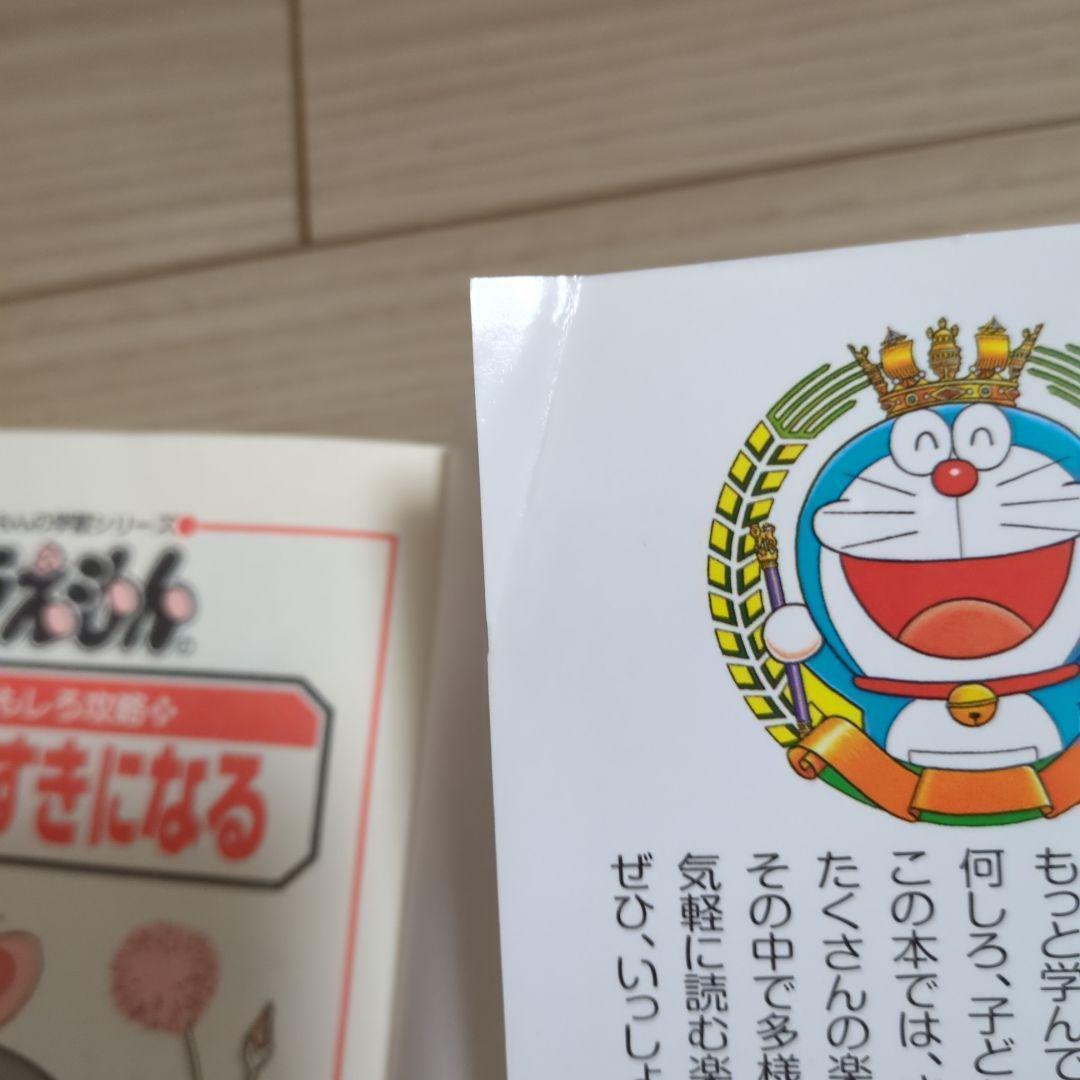 もんの学習シリーズ
らえもん
もしろ攻略
すきになる
もっと学んで
何しろ、子ど
この本では、
たくさんの楽
その中で多様
気軽に読む楽
ぜひ、いっしょ